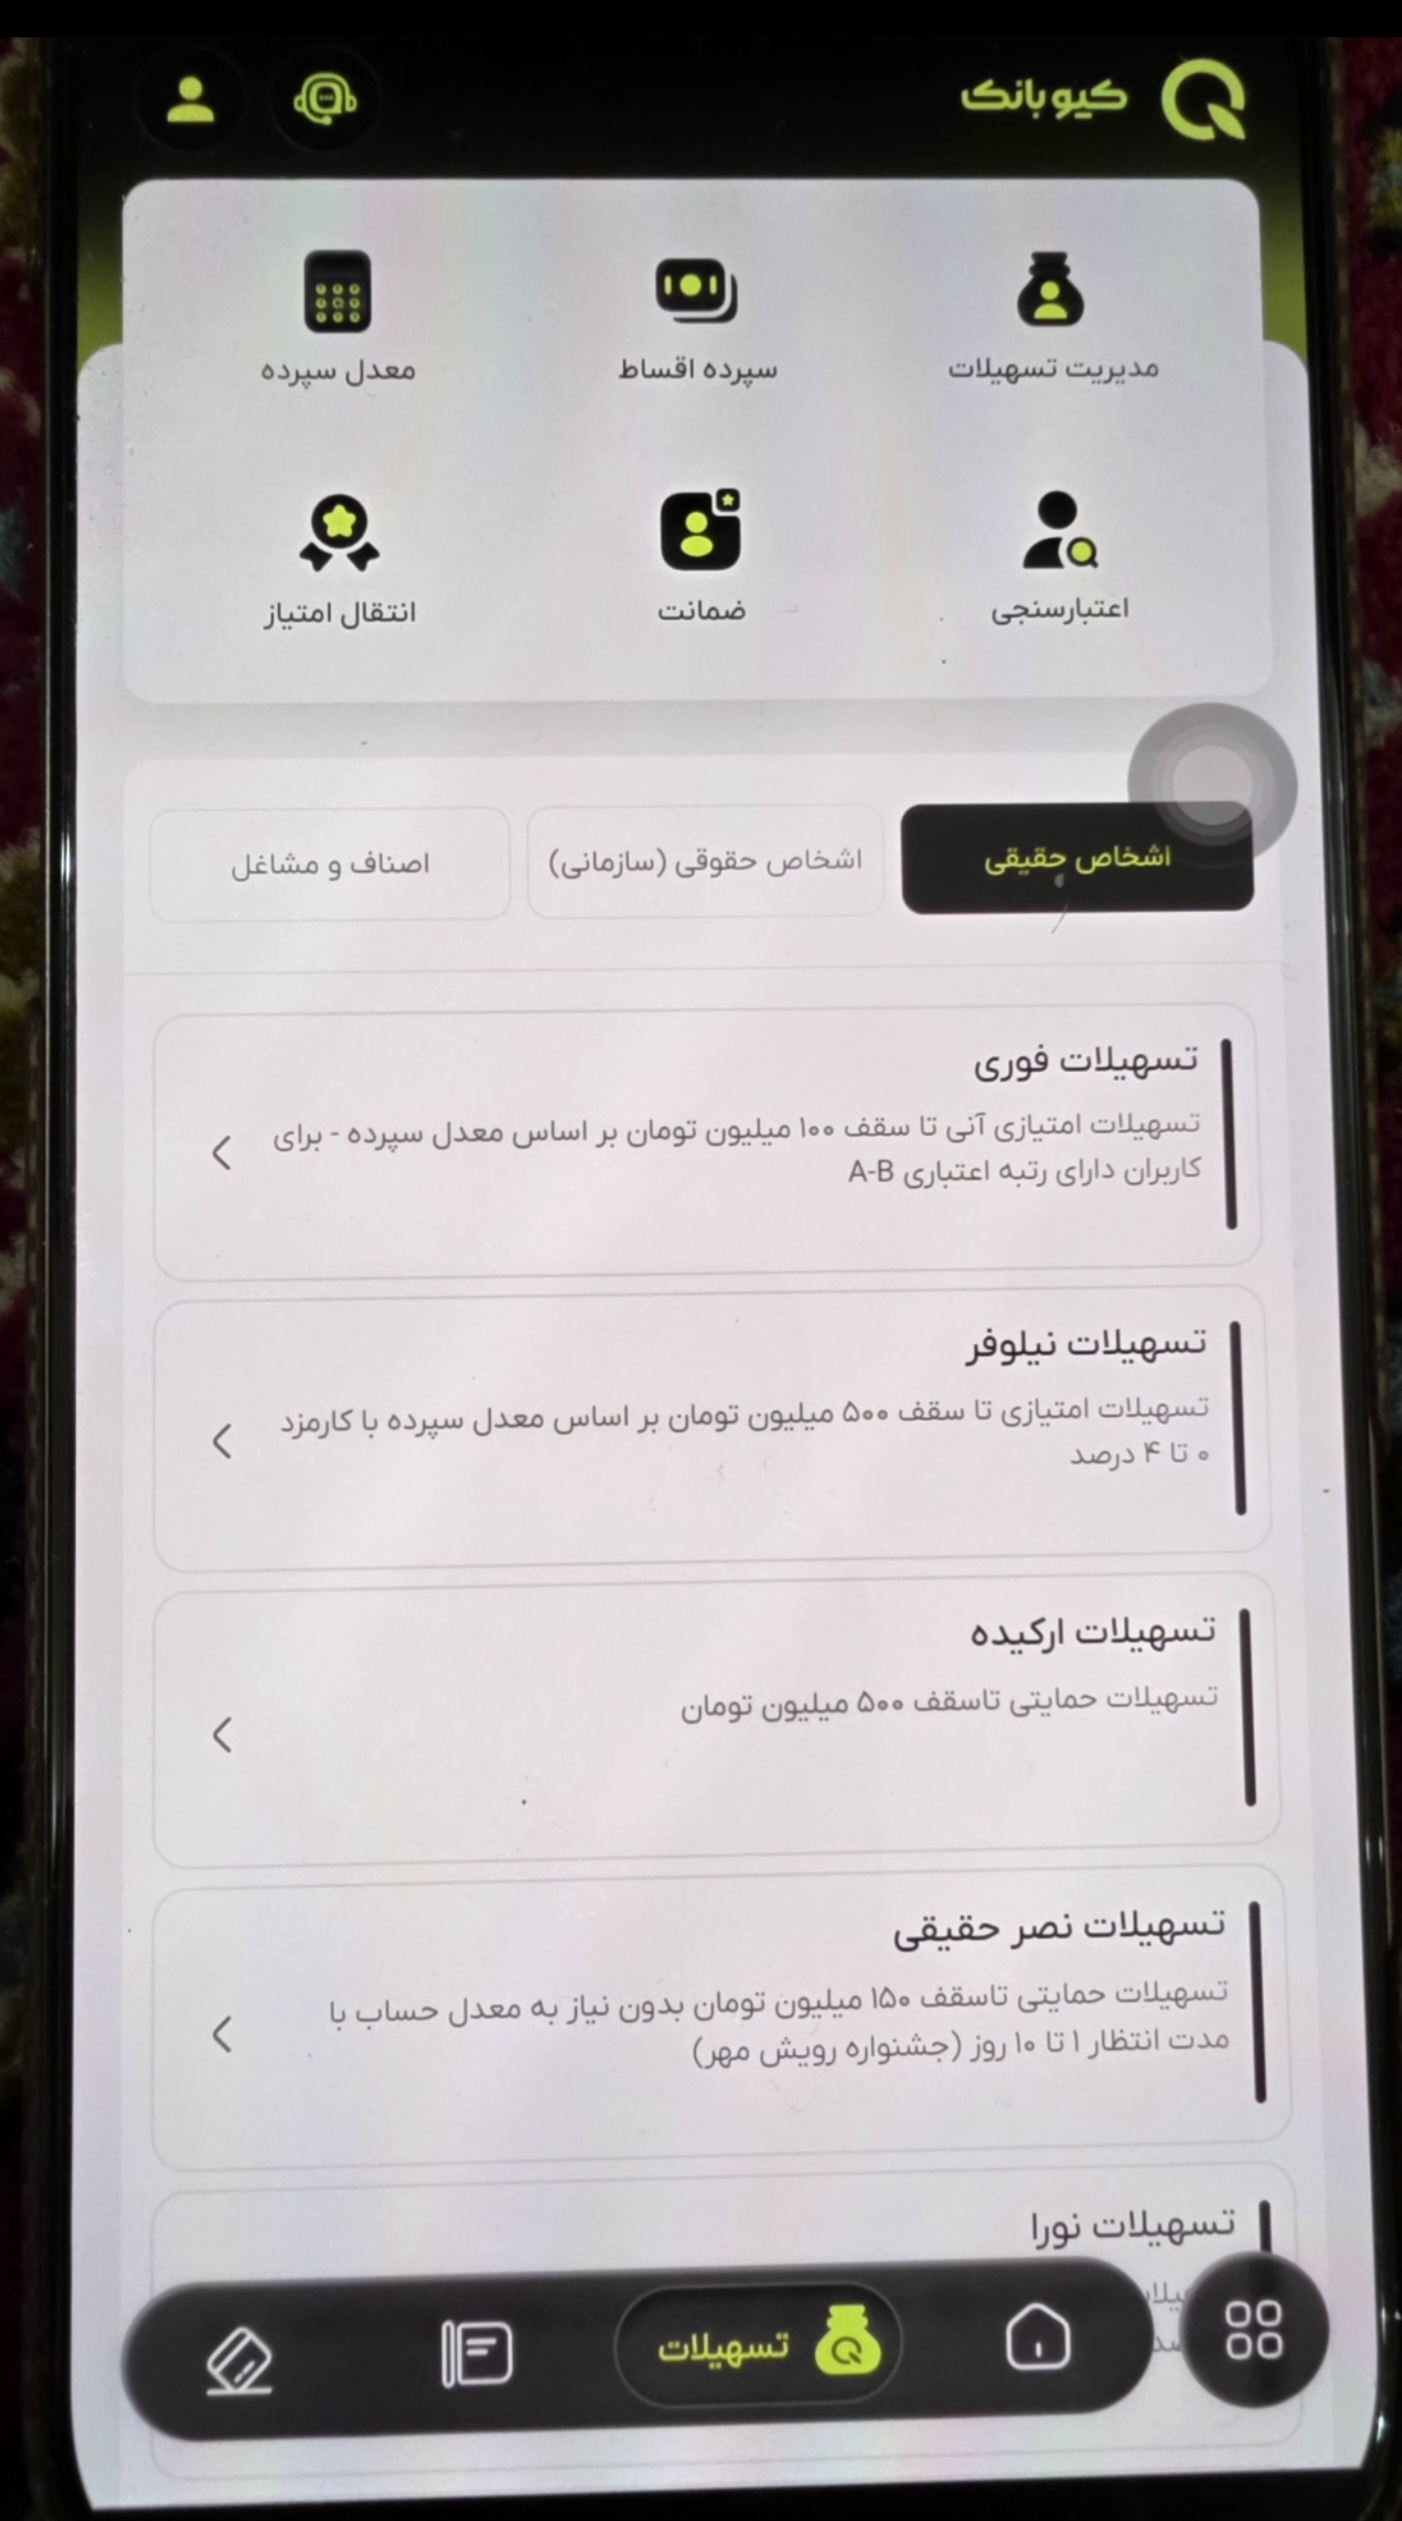 کیوبانک
مدیریت تسهیلات
سپرده اقساط
معدل سپرده
اعتبارسنجی
ضمانت
انتقال امتیاز
اشخاص حقیقی
اشخاص حقوقی (سازمانی)
اصناف و مشاغل
تسهیلات فوری
تسهیلات امتیازی آنی تا سقف ۱۰۰ میلیون تومان بر اساس معدل سپرده - برای
کاربران دارای رتبه اعتباری A-B
تسهیلات نیلوفر
تسهیلات امتیازی تا سقف ۵۰۰ میلیون تومان بر اساس معدل سپرده با کارمزد
۰ تا ۴ درصد
تسهیلات ارکیده
تسهیلات حمایتی تاسقف ۵۰۰ میلیون تومان
تسهیلات نصر حقیقی
تسهیلات حمایتی تاسقف ۱۵۰ میلیون تومان بدون نیاز به معدل حساب با
مدت انتظار ۱ تا ۱۰ روز (جشنواره رویش مهر)
تسهیلات نورا
تسهیلات